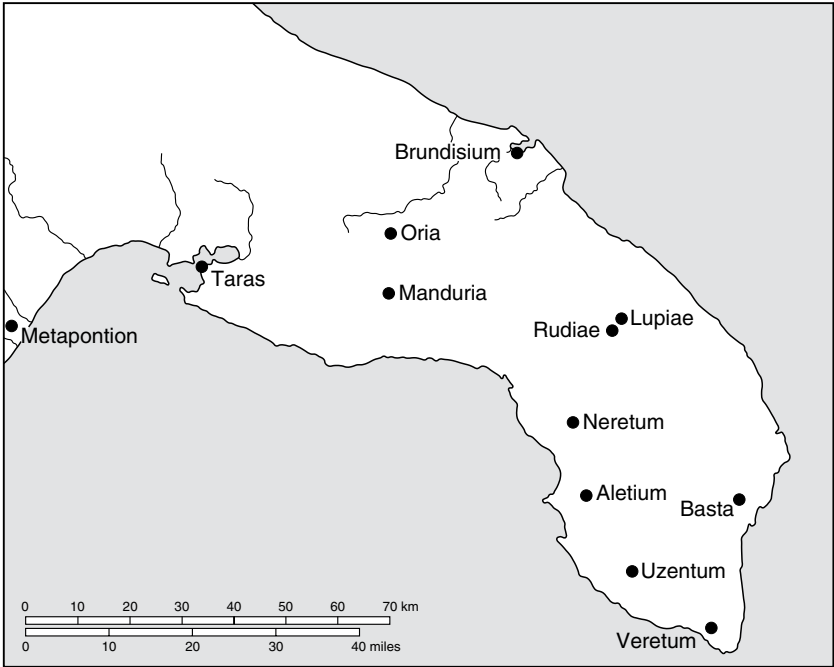 Brundisium
Oria
Taras
Manduria
Metapontion
Lupiae
Rudiae
Neretum
Aletium
Basta
Uzentum
Veretum
0 10 20 30 40 50 60 70 km
0 10 20 30 40 miles